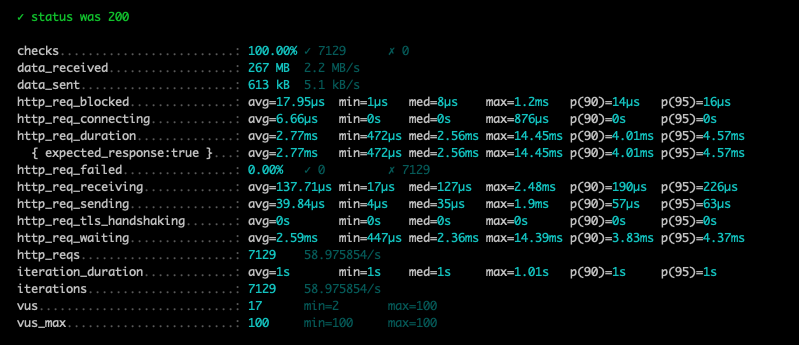 ✓ status was 200
checks.........................: 100.00% ✓ 7129 ✗ 0
data_received..................: 267 MB 2.2 MB/s
data_sent......................: 613 kB 5.1 kB/s
http_req_blocked...............: avg=17.95µs min=1µs med=8µs max=1.2ms p(90)=14µs p(95)=16µs
http_req_connecting............: avg=6.66µs min=0s med=0s max=876µs p(90)=0s p(95)=0s
http_req_duration..............: avg=2.77ms min=472µs med=2.56ms max=14.45ms p(90)=4.01ms p(95)=4.57ms
{ expected_response:true }...: avg=2.77ms min=472µs med=2.56ms max=14.45ms p(90)=4.01ms p(95)=4.57ms
http_req_failed................: 0.00% ✓ 0 ✗ 7129
http_req_receiving.............: avg=137.71µs min=17µs med=127µs max=2.48ms p(90)=190µs p(95)=226µs
http_req_sending...............: avg=39.84µs min=4µs med=35µs max=1.9ms p(90)=57µs p(95)=63µs
http_req_tls_handshaking.......: avg=0s min=0s med=0s max=0s p(90)=0s p(95)=0s
http_req_waiting...............: avg=2.59ms min=447µs med=2.36ms max=14.39ms p(90)=3.83ms p(95)=4.37ms
http_reqs......................: 7129 58.975854/s
iteration_duration.............: avg=1s min=1s med=1s max=1.01s p(90)=1s p(95)=1s
iterations.....................: 7129 58.975854/s
vus............................: 17 min=2 max=100
vus_max........................: 100 min=100 max=100